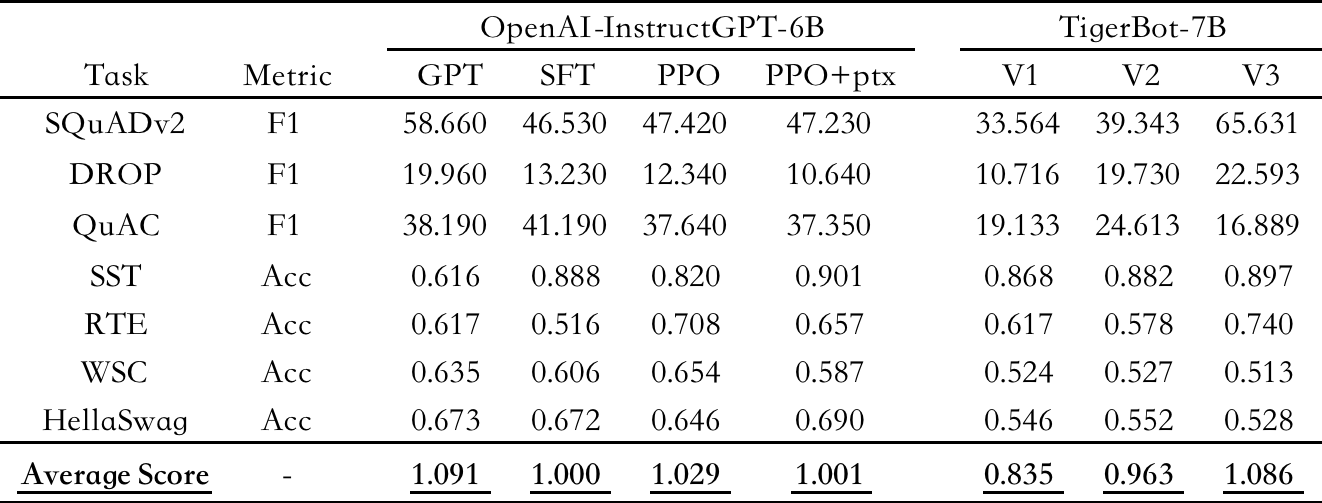 OpenAI-InstructGPT-6B TigerBot-7B
Task Metric GPT SFT PPO PPO+ptx V1 V2 V3
SQuADv2 F1 58.660 46.530 47.420 47.230 33.564 39.343 65.631
DROP F1 19.960 13.230 12.340 10.640 10.716 19.730 22.593
QuAC F1 38.190 41.190 37.640 37.350 19.133 24.613 16.889
SST Acc 0.616 0.888 0.820 0.901 0.868 0.882 0.897
RTE Acc 0.617 0.516 0.708 0.657 0.617 0.578 0.740
WSC Acc 0.635 0.606 0.654 0.587 0.524 0.527 0.513
HellaSwag Acc 0.673 0.672 0.646 0.690 0.546 0.552 0.528
Average Score - 1.091 1.000 1.029 1.001 0.835 0.963 1.086